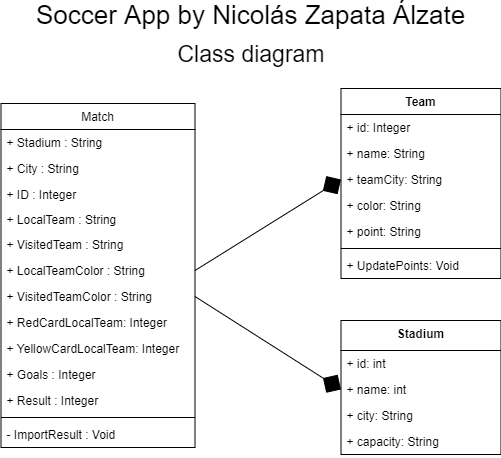 Soccer App by Nicolás Zapata Álzate
Class diagram
Match
+ Stadium : String
+ City : String
+ ID : Integer
+ LocalTeam : String
+ VisitedTeam : String
+ LocalTeamColor : String
+ VisitedTeamColor : String
+ RedCardLocalTeam: Integer
+ YellowCardLocalTeam: Integer
+ Goals : Integer
+ Result : Integer
- ImportResult : Void
Team
+ id: Integer
+ name: String
+ teamCity: String
+ color: String
+ point: String
+ UpdatePoints: Void
Stadium
+ id: int
+ name: int
+ city: String
+ capacity: String